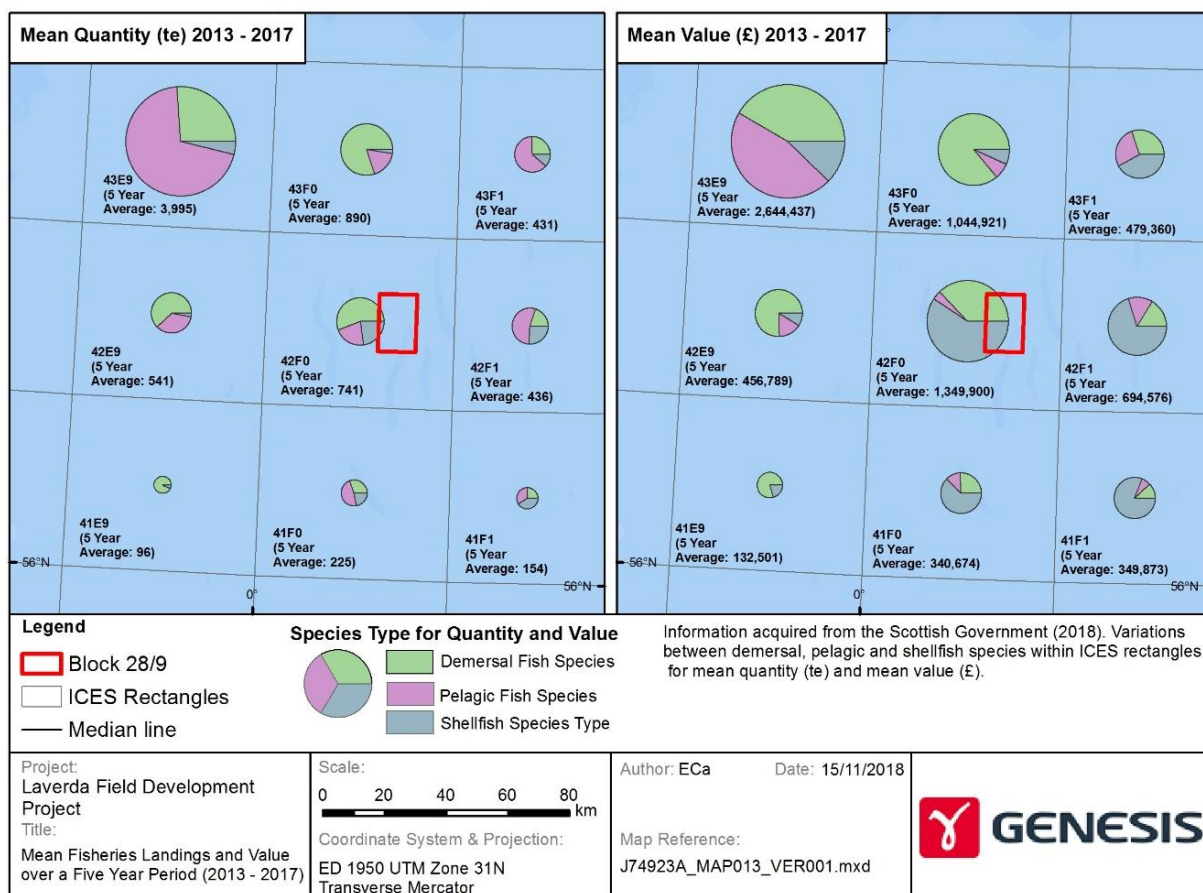 Mean Quantity (te) 2013 - 2017
43E9
(5 Year
Average: 3,995)
43F0
(5 Year
Average: 890)
43F1
(5 Year
Average: 431)
42E9
(5 Year
Average: 541)
42F0
(5 Year
Average: 741)
42F1
(5 Year
Average: 436)
41E9
(5 Year
Average: 96)
41F0
(5 Year
Average: 225)
41F1
(5 Year
Average: 154)
56°N
56°N
0°
Mean Value (£) 2013 - 2017
43E9
(5 Year
Average: 2,644,437)
43F0
(5 Year
Average: 1,044,921)
43F1
(5 Year
Average: 479,360)
42E9
(5 Year
Average: 456,789)
42F0
(5 Year
Average: 1,349,900)
42F1
(5 Year
Average: 694,576)
41E9
(5 Year
Average: 132,501)
41F0
(5 Year
Average: 340,674)
41F1
(5 Year
Average: 349,873)
56°N
56°N
0°
Legend
Block 28/9
ICES Rectangles
Median line
Species Type for Quantity and Value
Demersal Fish Species
Pelagic Fish Species
Shellfish Species Type
Information acquired from the Scottish Government (2018). Variations
between demersal, pelagic and shellfish species within ICES rectangles
for mean quantity (te) and mean value (£).
Project:
Laverda Field Development
Project
Title:
Mean Fisheries Landings and Value
over a Five Year Period (2013 - 2017)
Scale:
0 20 40 60 80
km
Coordinate System & Projection:
ED 1950 UTM Zone 31N
Transverse Mercator
Author: ECa Date: 15/11/2018
Map Reference:
J74923A_MAP013_VER001.mxd
GENESIS